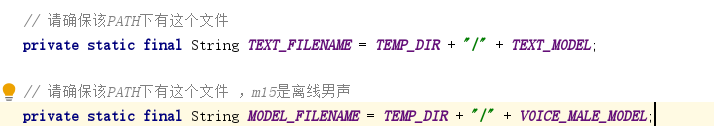 // 请确保该PATH下有这个文件
private static final String TEXT_FILENAME = TEMP_DIR + "/" + TEXT_MODEL;
// 请确保该PATH下有这个文件 ，m15是离线男声
private static final String MODEL_FILENAME = TEMP_DIR + "/" + VOICE_MALE_MODEL;